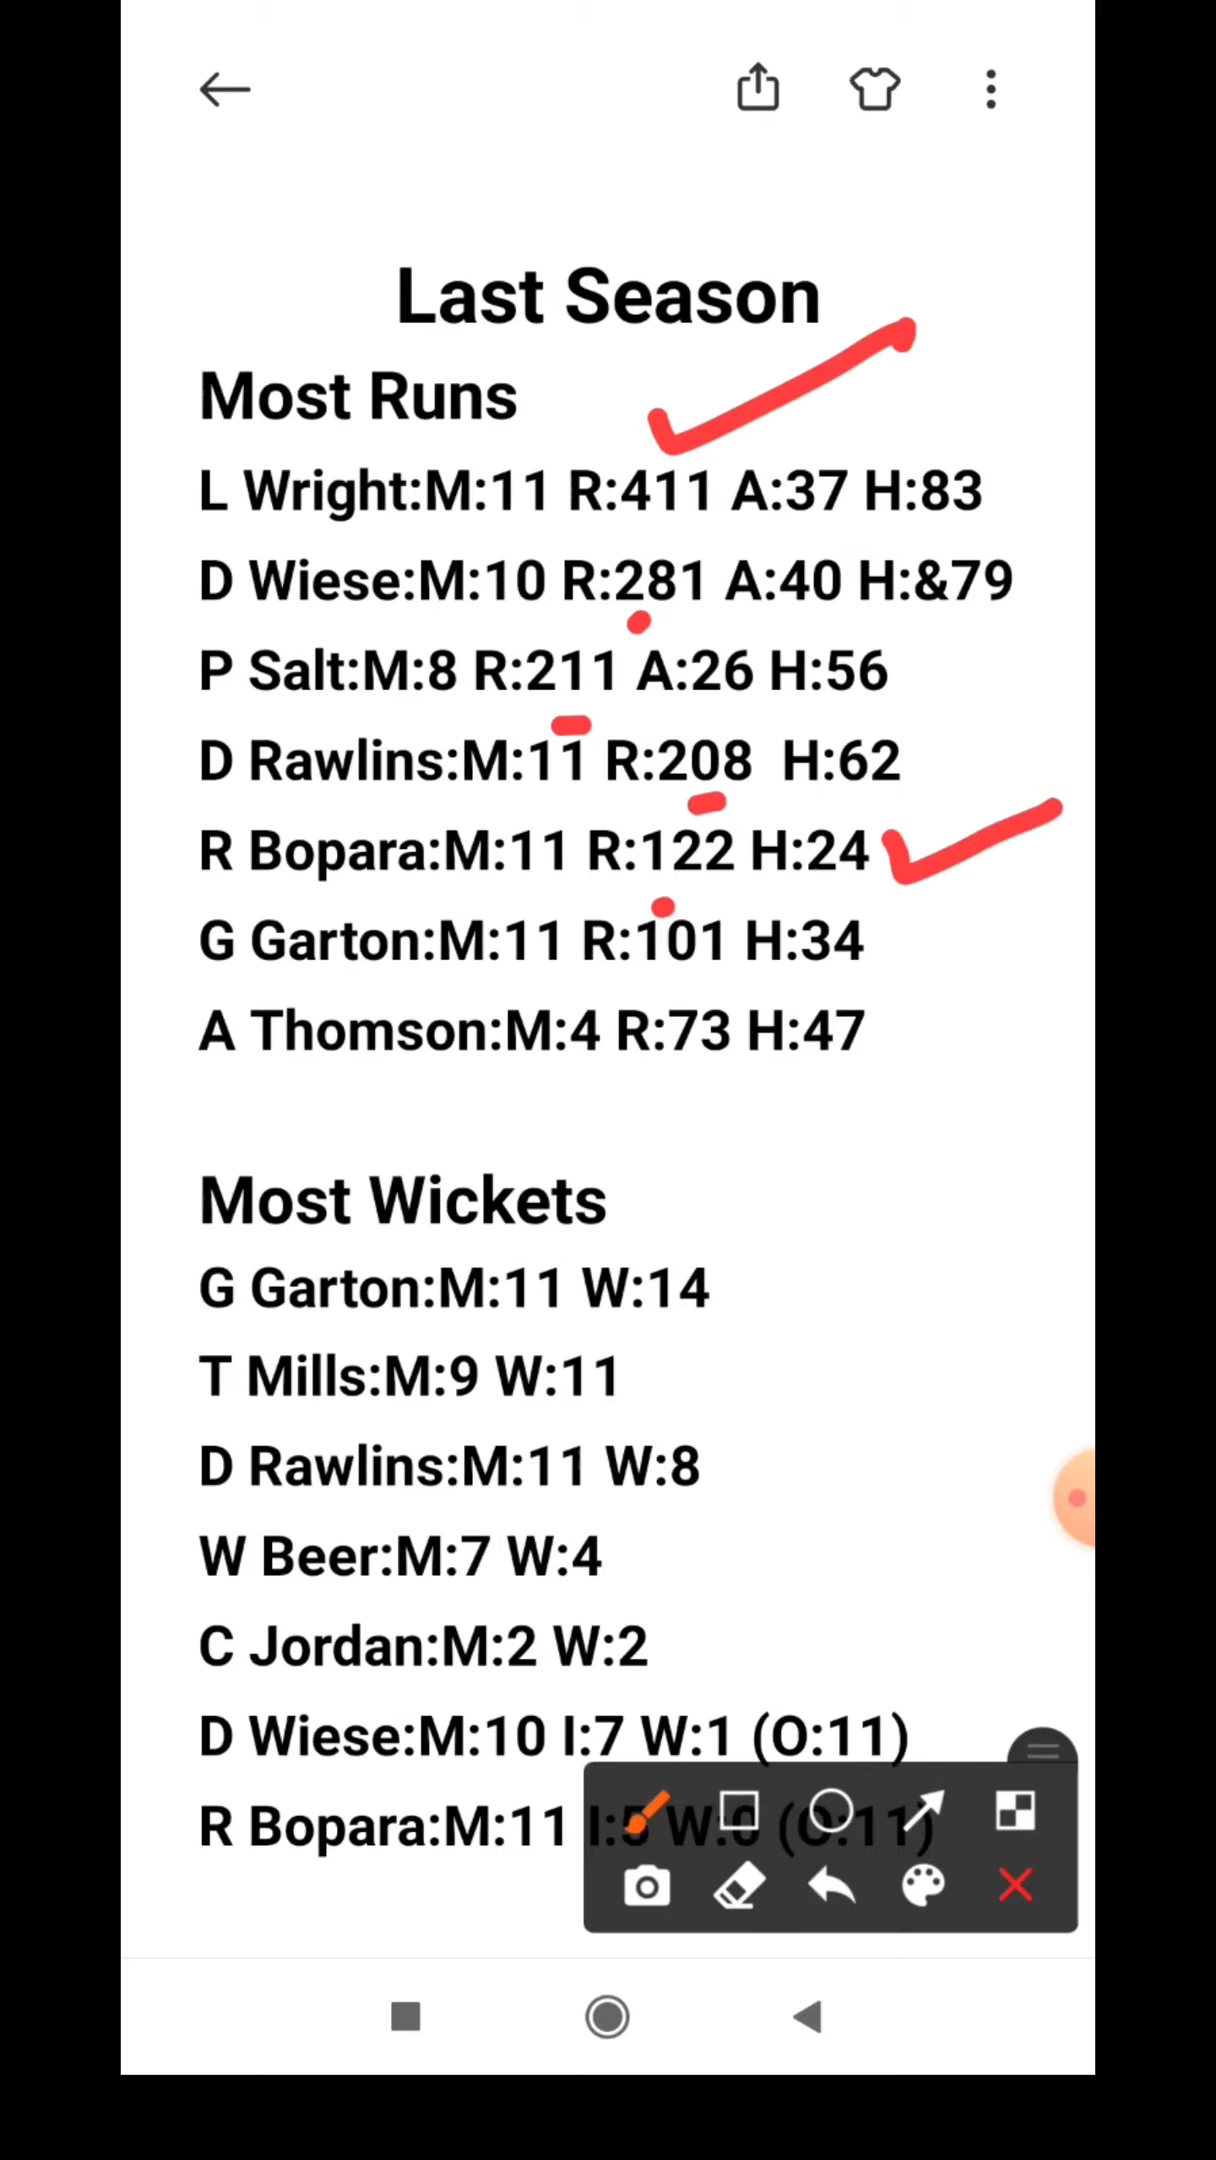 Last Season
Most Runs
L Wright:M:11 R:411 A:37 H:83
D Wiese:M:10 R:281 A:40 H:&79
P Salt:M:8 R:211 A:26 H:56
D Rawlins:M:11 R:208 H:62
R Bopara:M:11 R:122 H:24
G Garton:M:11 R:101 H:34
A Thomson:M:4 R:73 H:47
Most Wickets
G Garton:M:11 W:14
T Mills:M:9 W:11
D Rawlins:M:11 W:8
W Beer:M:7 W:4
C Jordan:M:2 W:2
D Wiese:M:10 I:7 W:1 (O:11)
R Bopara:M:11 I:5 W:0 (O:11)